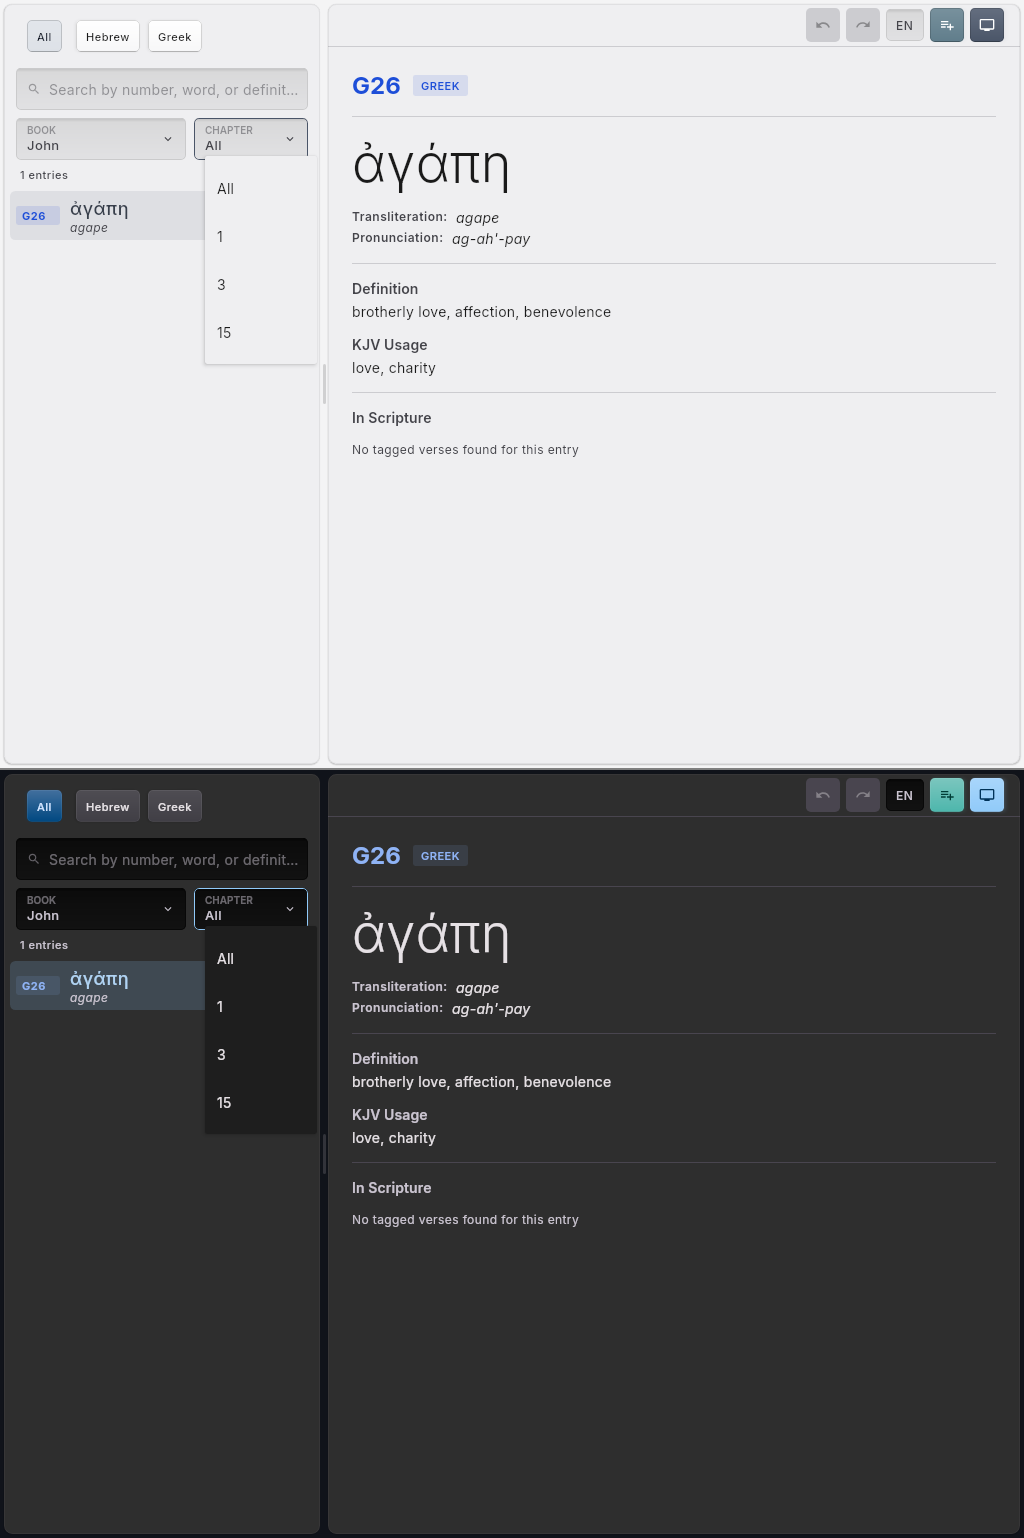 All
Hebrew
Greek
Search by number, word, or definit...
BOOK
John
CHAPTER
All
1 entries
G26
ἀγάπη
agape
All
1
3
15
EN
G26
GREEK
ἀγάπη
Transliteration: agape
Pronunciation: ag-ah'-pay
Definition
brotherly love, affection, benevolence
KJV Usage
love, charity
In Scripture
No tagged verses found for this entry
All
Hebrew
Greek
Search by number, word, or definit...
BOOK
John
CHAPTER
All
1 entries
G26
ἀγάπη
agape
All
1
3
15
EN
G26
GREEK
ἀγάπη
Transliteration: agape
Pronunciation: ag-ah'-pay
Definition
brotherly love, affection, benevolence
KJV Usage
love, charity
In Scripture
No tagged verses found for this entry